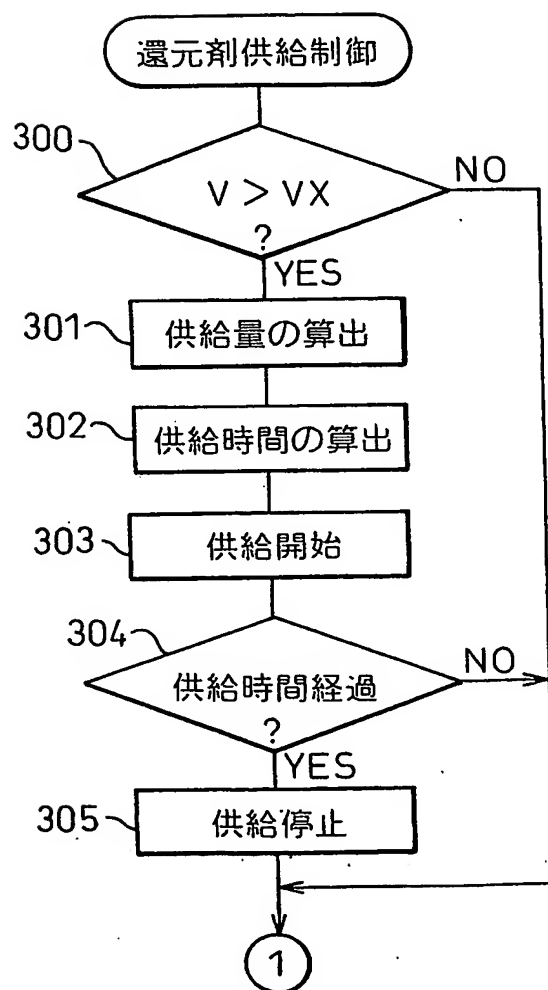 還元剤供給制御
300
V > VX
?
NO
YES
301
供給量の算出
302
供給時間の算出
303
供給開始
304
供給時間経過
?
NO
YES
305
供給停止
1